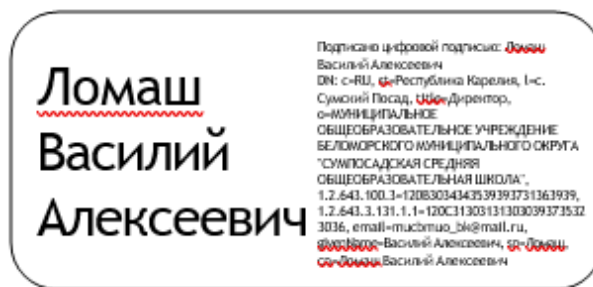 Ломаш
Василий
Алексеевич
Подписано цифровой подписью: Ломаш
Василий Алексеевич
DN: c=RU, st=Республика Карелия, l=с.
Сумский Посад, title=Директор,
o=МУНИЦИПАЛЬНОЕ
ОБЩЕОБРАЗОВАТЕЛЬНОЕ УЧРЕЖДЕНИЕ
БЕЛОМОРСКОГО МУНИЦИПАЛЬНОГО ОКРУГА
"СУМПОСАДСКАЯ СРЕДНЯЯ
ОБЩЕОБРАЗОВАТЕЛЬНАЯ ШКОЛА",
1.2.643.100.3=120B3034343539393731363939,
1.2.643.3.131.1.1=120C31303131303039373532
3036, email=mucbmuo_bk@mail.ru,
givenName=Василий Алексеевич, sn=Ломаш,
cn=Ломаш Василий Алексеевич